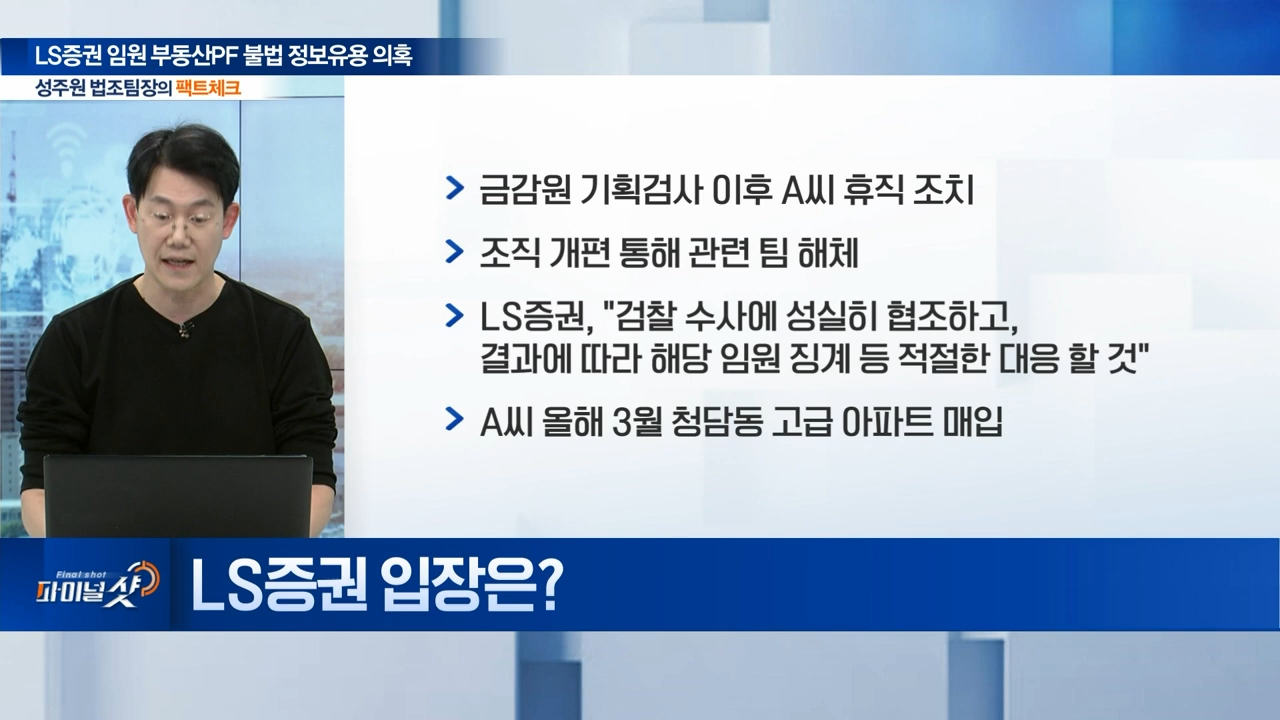 LS증권 임원 부동산PF 불법 정보유용 의혹
성주원 법조팀장의 팩트체크
> 금감원 기획검사 이후 A씨 휴직 조치
> 조직 개편 통해 관련 팀 해체
> LS증권, "검찰 수사에 성실히 협조하고,
결과에 따라 해당 임원 징계 등 적절한 대응 할 것"
> A씨 올해 3월 청담동 고급 아파트 매입
Final shot
파이널샷
LS증권 입장은?